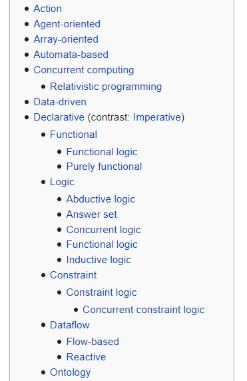 Action
Agent-oriented
Array-oriented
Automata-based
Concurrent computing
Relativistic programming
Data-driven
Declarative (contrast: Imperative)
Functional
Functional logic
Purely functional
Logic
Abductive logic
Answer set
Concurrent logic
Functional logic
Inductive logic
Constraint
Constraint logic
Concurrent constraint logic
Dataflow
Flow-based
Reactive
Ontology